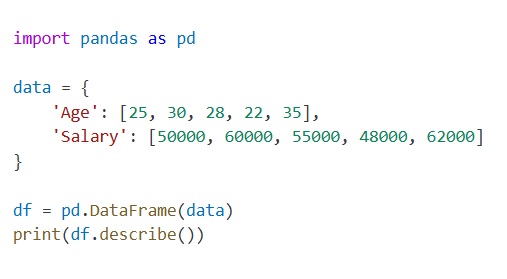 import pandas as pd
data = {
    'Age': [25, 30, 28, 22, 35],
    'Salary': [50000, 60000, 55000, 48000, 62000]
}
df = pd.DataFrame(data)
print(df.describe())